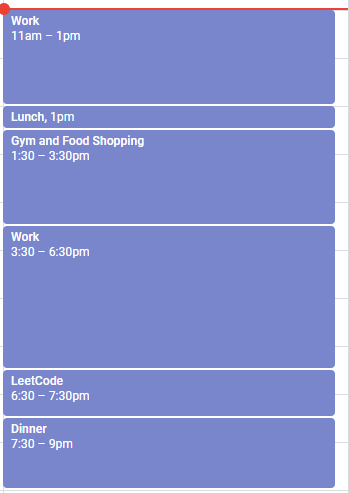 Work
11am – 1pm
Lunch, 1pm
Gym and Food Shopping
1:30 – 3:30pm
Work
3:30 – 6:30pm
LeetCode
6:30 – 7:30pm
Dinner
7:30 – 9pm